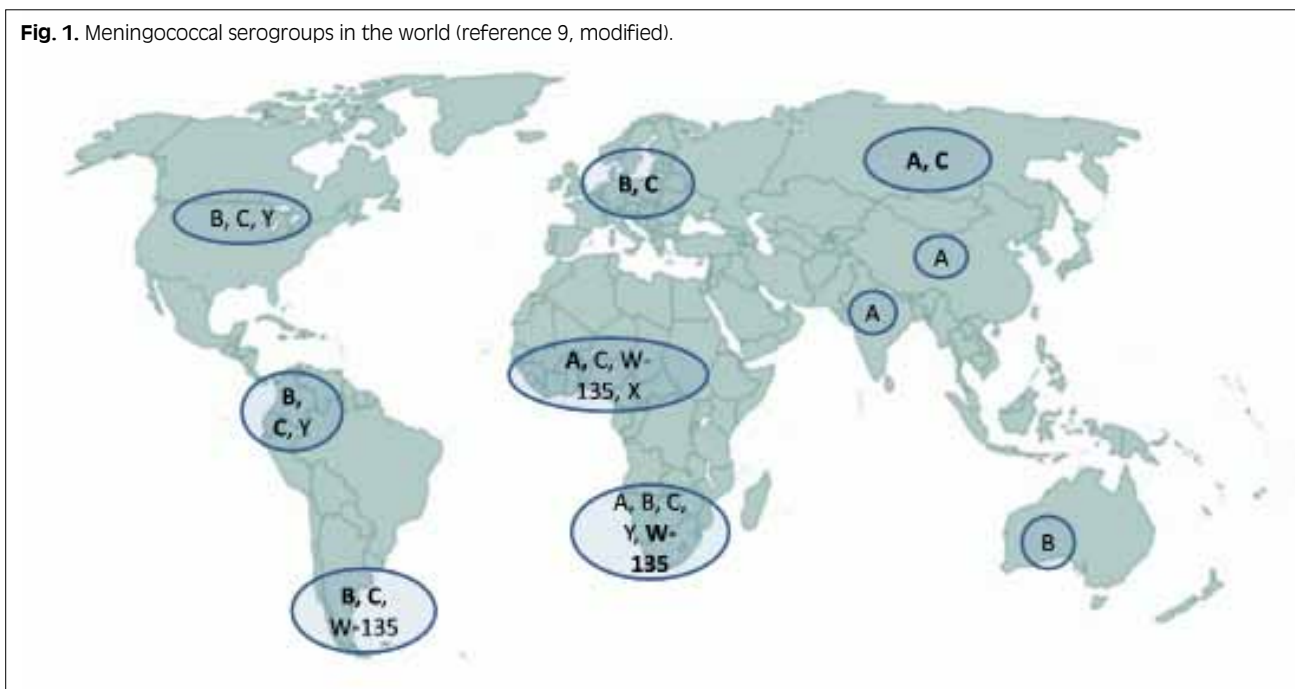 Fig. 1. Meningococcal serogroups in the world (reference 9, modified).
A, C
B, C
B, C, Y
A
A
A, C, W-
135, X
B,
C, Y
A, B, C,
Y, W-
135
B
B, C,
W-135